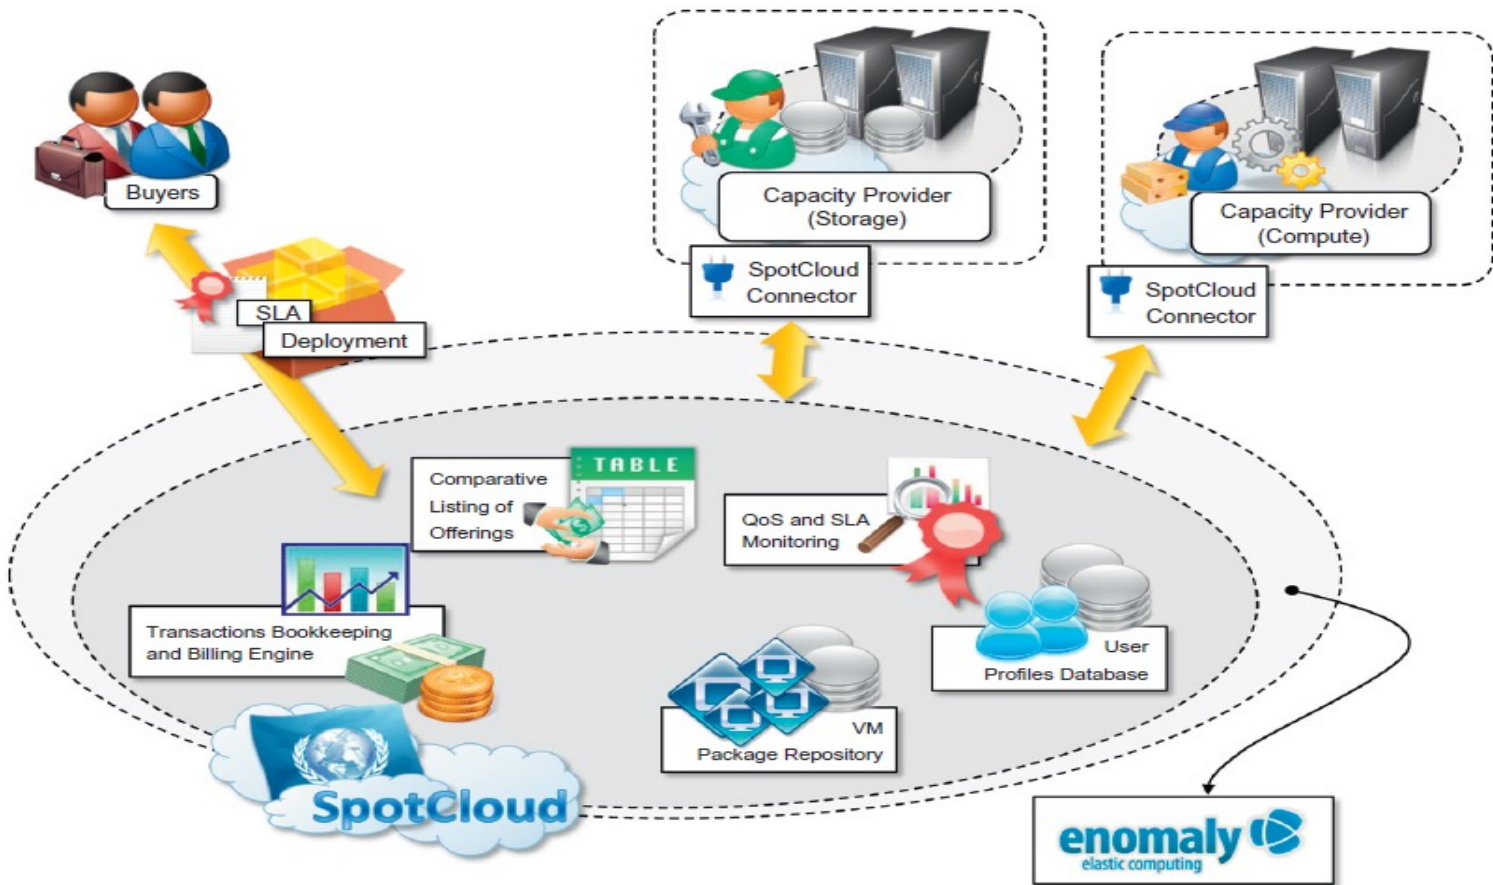 Buyers
SLA
Deployment
Capacity Provider
(Storage)
SpotCloud
Connector
Capacity Provider
(Compute)
SpotCloud
Connector
Comparative
Listing of
Offerings
TABLE
QoS and SLA
Monitoring
Transactions Bookkeeping
and Billing Engine
User
Profiles Database
VM
Package Repository
SpotCloud
enomaly
elastic computing